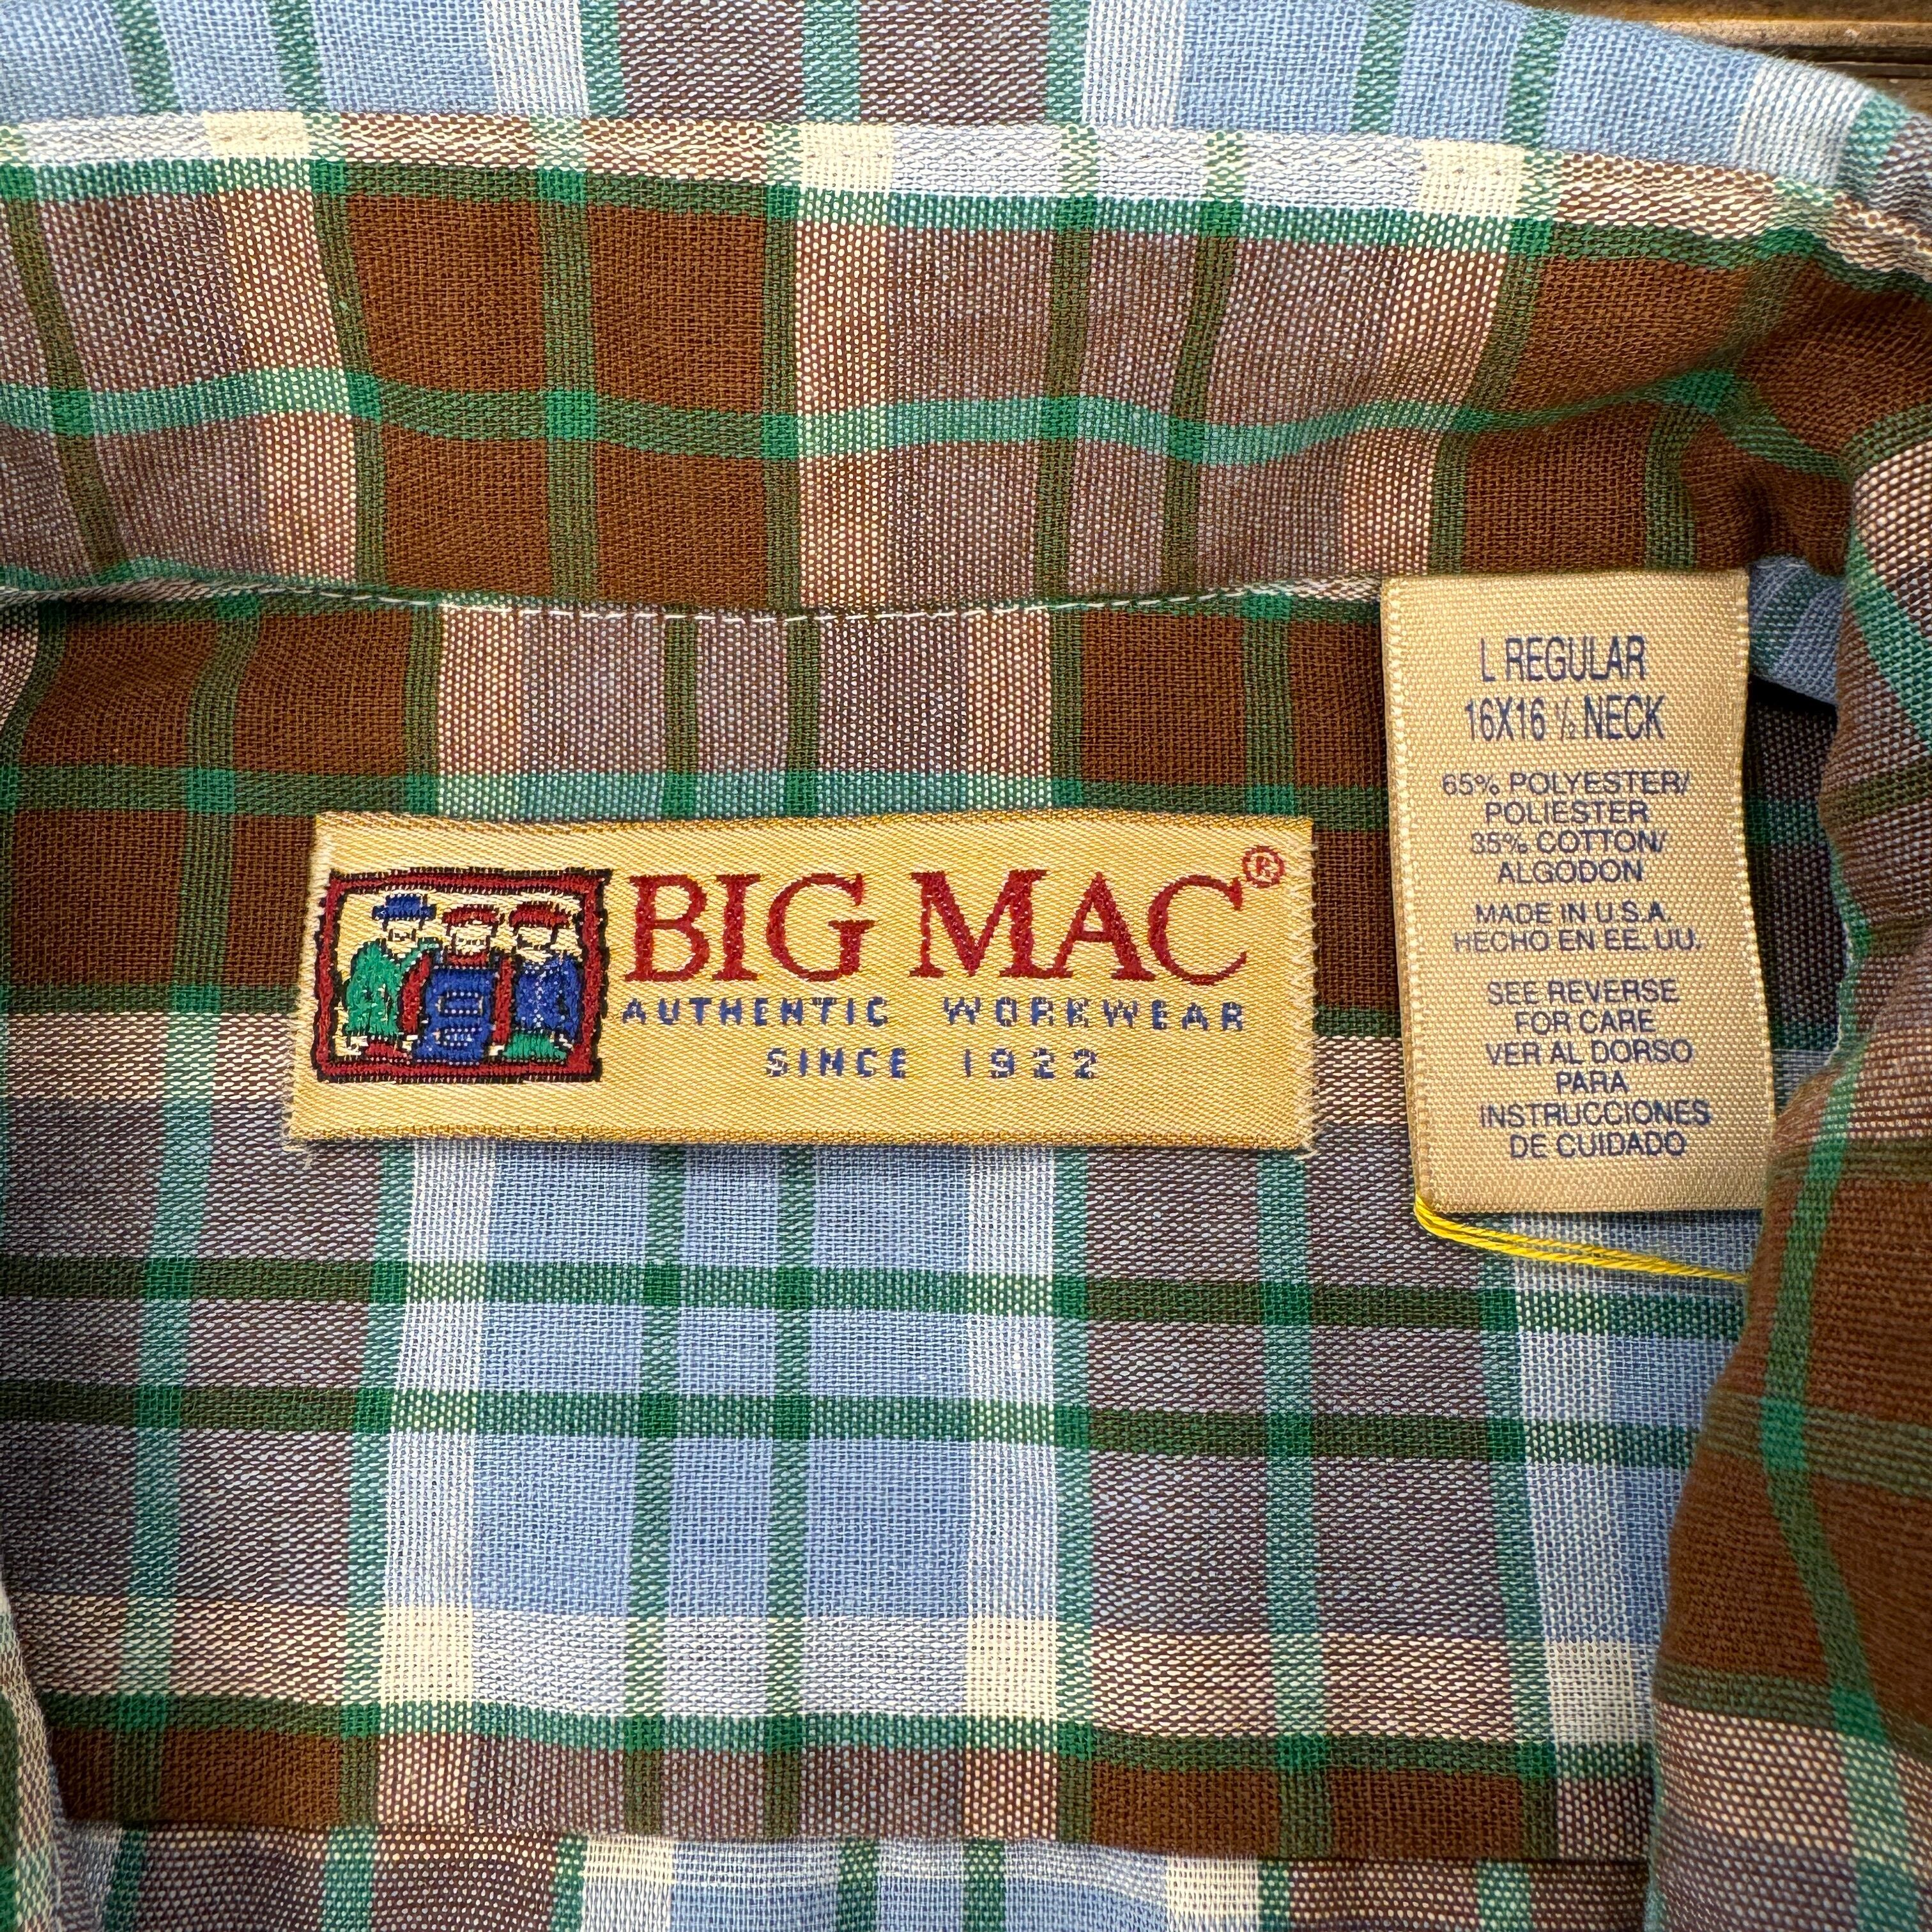 BIG MAC®
AUTHENTIC WORKWEAR
SINCE 1922
L REGULAR
16X16 ½ NECK
65% POLYESTER/
POLIESTER
35% COTTON/
ALGODON
MADE IN U.S.A.
HECHO EN EE. UU.
SEE REVERSE
FOR CARE
VER AL DORSO
PARA
INSTRUCCIONES
DE CUIDADO